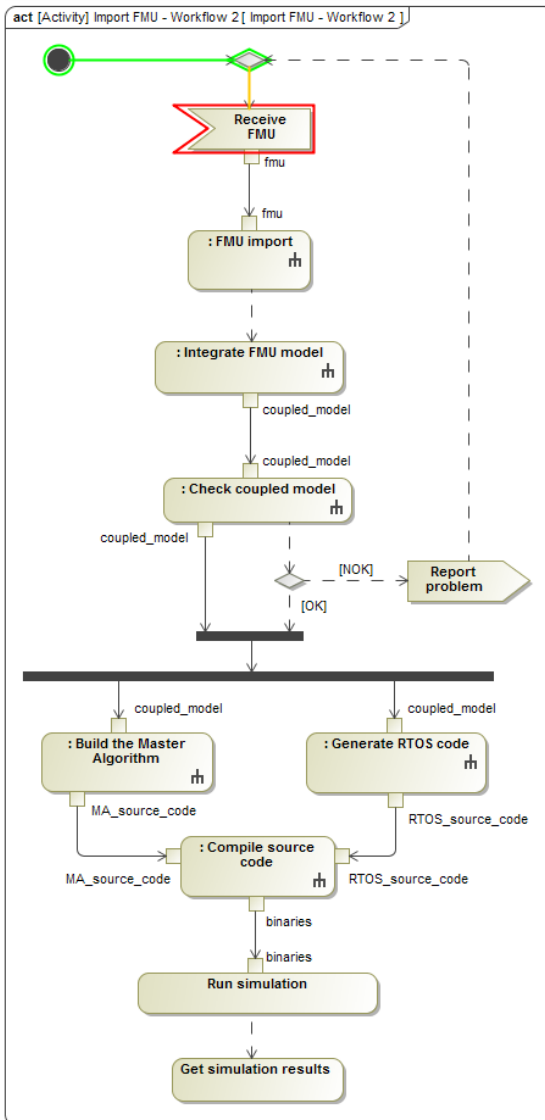 act [Activity] Import FMU - Workflow 2 [ Import FMU - Workflow 2 ]
Receive
FMU
fmu
fmu
: FMU import
: Integrate FMU model
coupled_model
coupled_model
: Check coupled model
coupled_model
[NOK]
Report
problem
[OK]
coupled_model
coupled_model
: Build the Master
Algorithm
: Generate RTOS code
MA_source_code
RTOS_source_code
: Compile source
code
MA_source_code
RTOS_source_code
binaries
binaries
Run simulation
Get simulation results